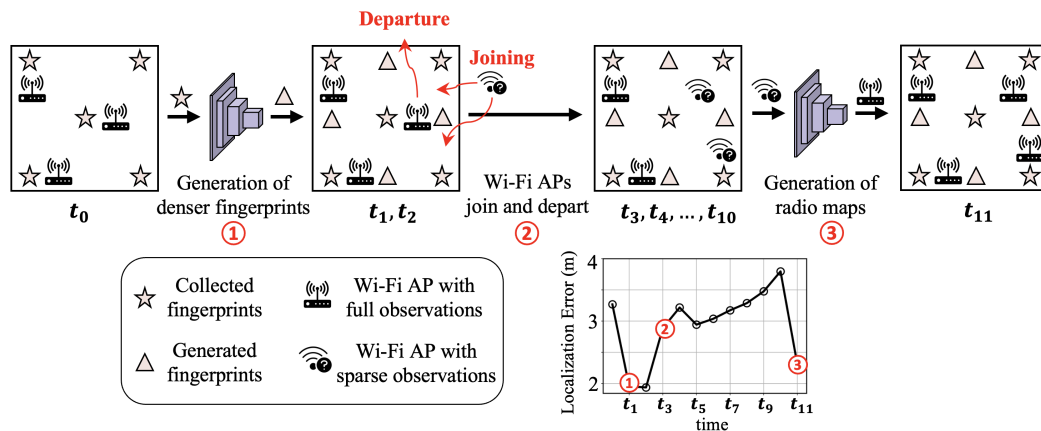 Departure
Joining
?
?
?
?
Generation of
denser fingerprints
Wi-Fi APs
join and depart
Generation of
radio maps
t₀
t₁, t₂
t₃, t₄, ..., t₁₀
t₁₁
①
②
③
Collected
fingerprints
Wi-Fi AP with
full observations
Generated
fingerprints
?
Wi-Fi AP with
sparse observations
Localization Error (m)
4
3
2
①
②
③
t₁
t₃
t₅
t₇
t₉
t₁₁
time